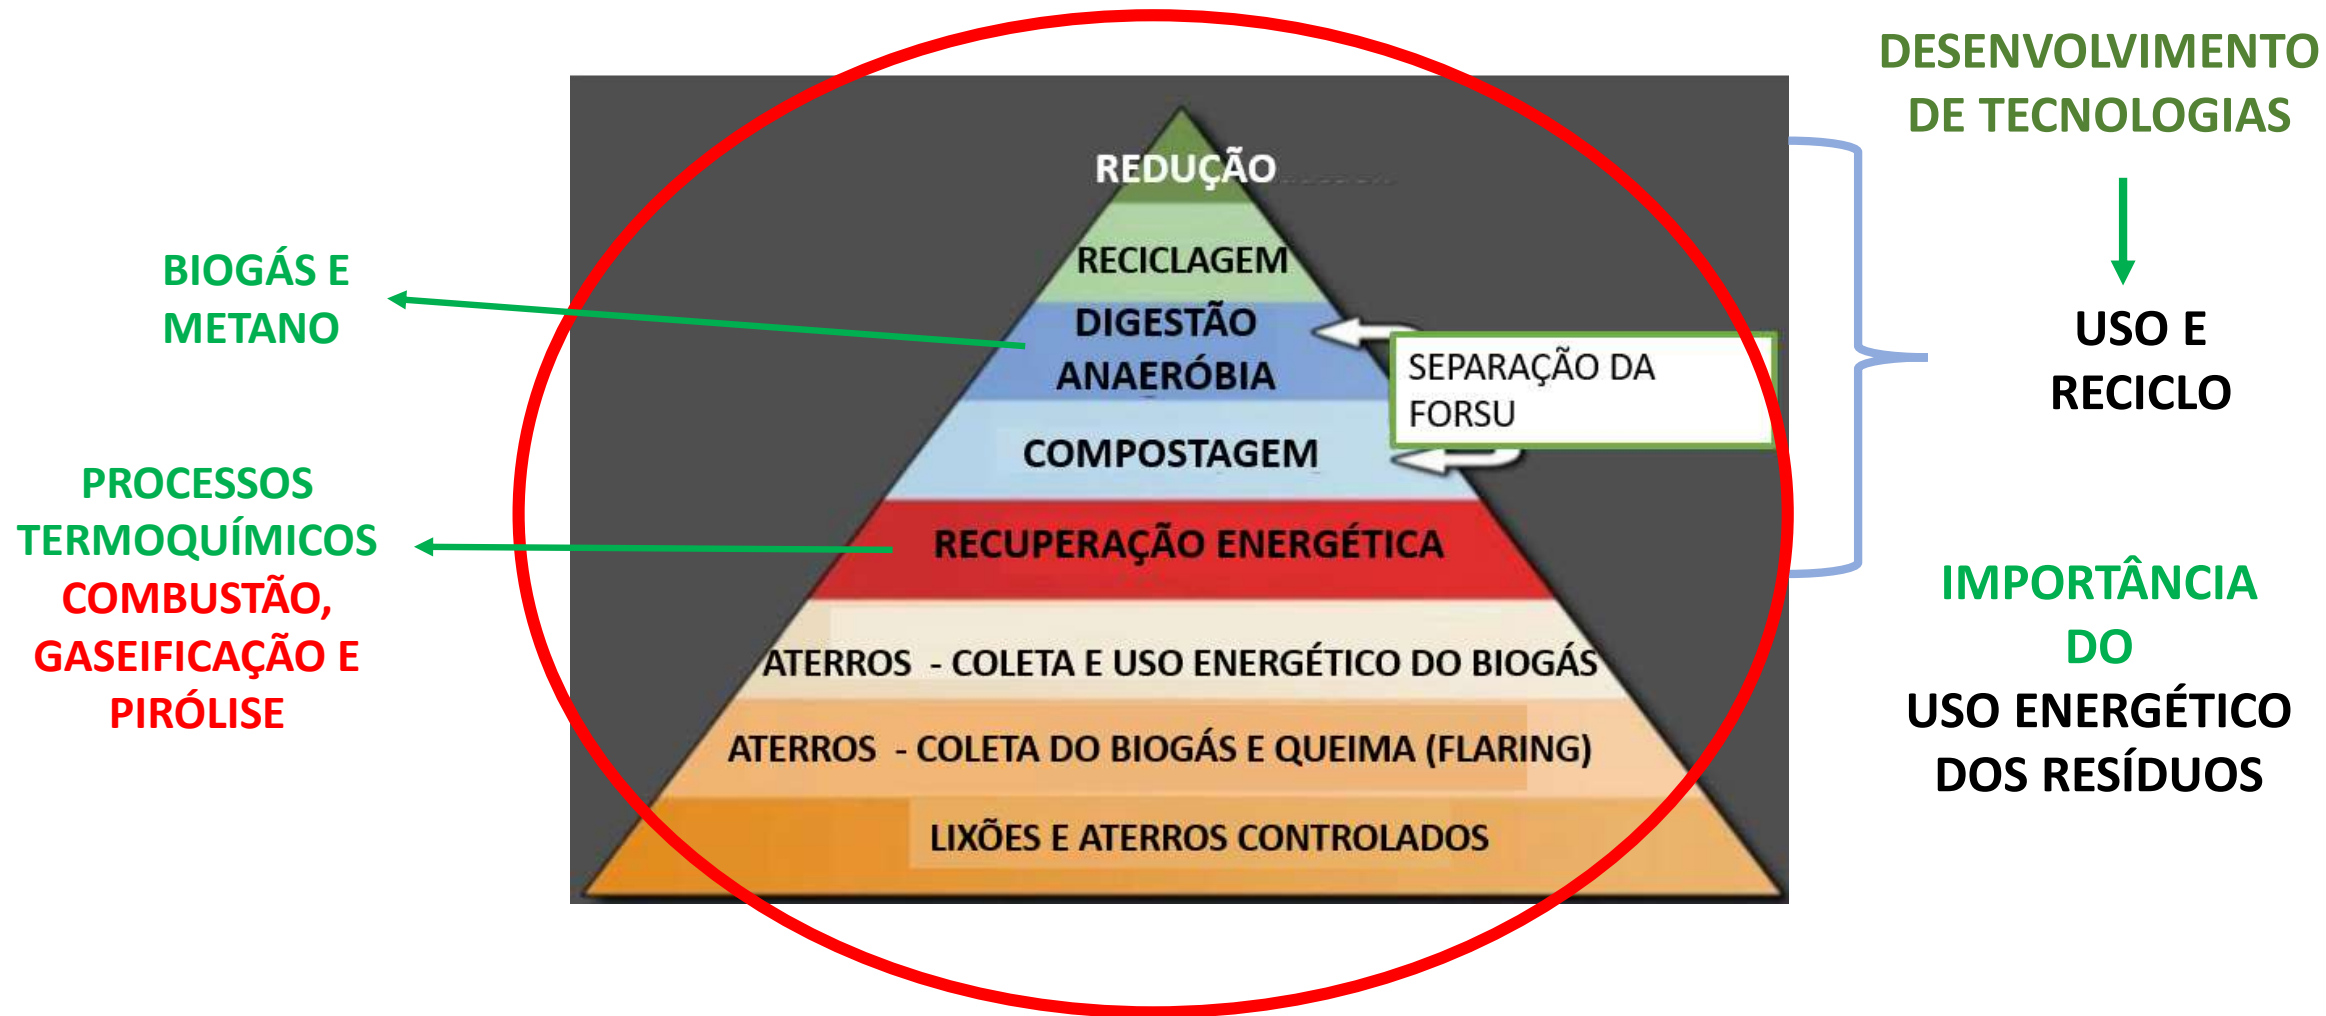 BIOGÁS E
METANO
PROCESSOS
TERMOQUÍMICOS
COMBUSTÃO,
GASEIFICAÇÃO E
PIRÓLISE
REDUÇÃO
RECICLAGEM
DIGESTÃO
ANAERÓBIA
COMPOSTAGEM
SEPARAÇÃO DA
FORSU
RECUPERAÇÃO ENERGÉTICA
ATERROS - COLETA E USO ENERGÉTICO DO BIOGÁS
ATERROS - COLETA DO BIOGÁS E QUEIMA (FLARING)
LIXÕES E ATERROS CONTROLADOS
DESENVOLVIMENTO
DE TECNOLOGIAS
USO E
RECICLO
IMPORTÂNCIA
DO
USO ENERGÉTICO
DOS RESÍDUOS